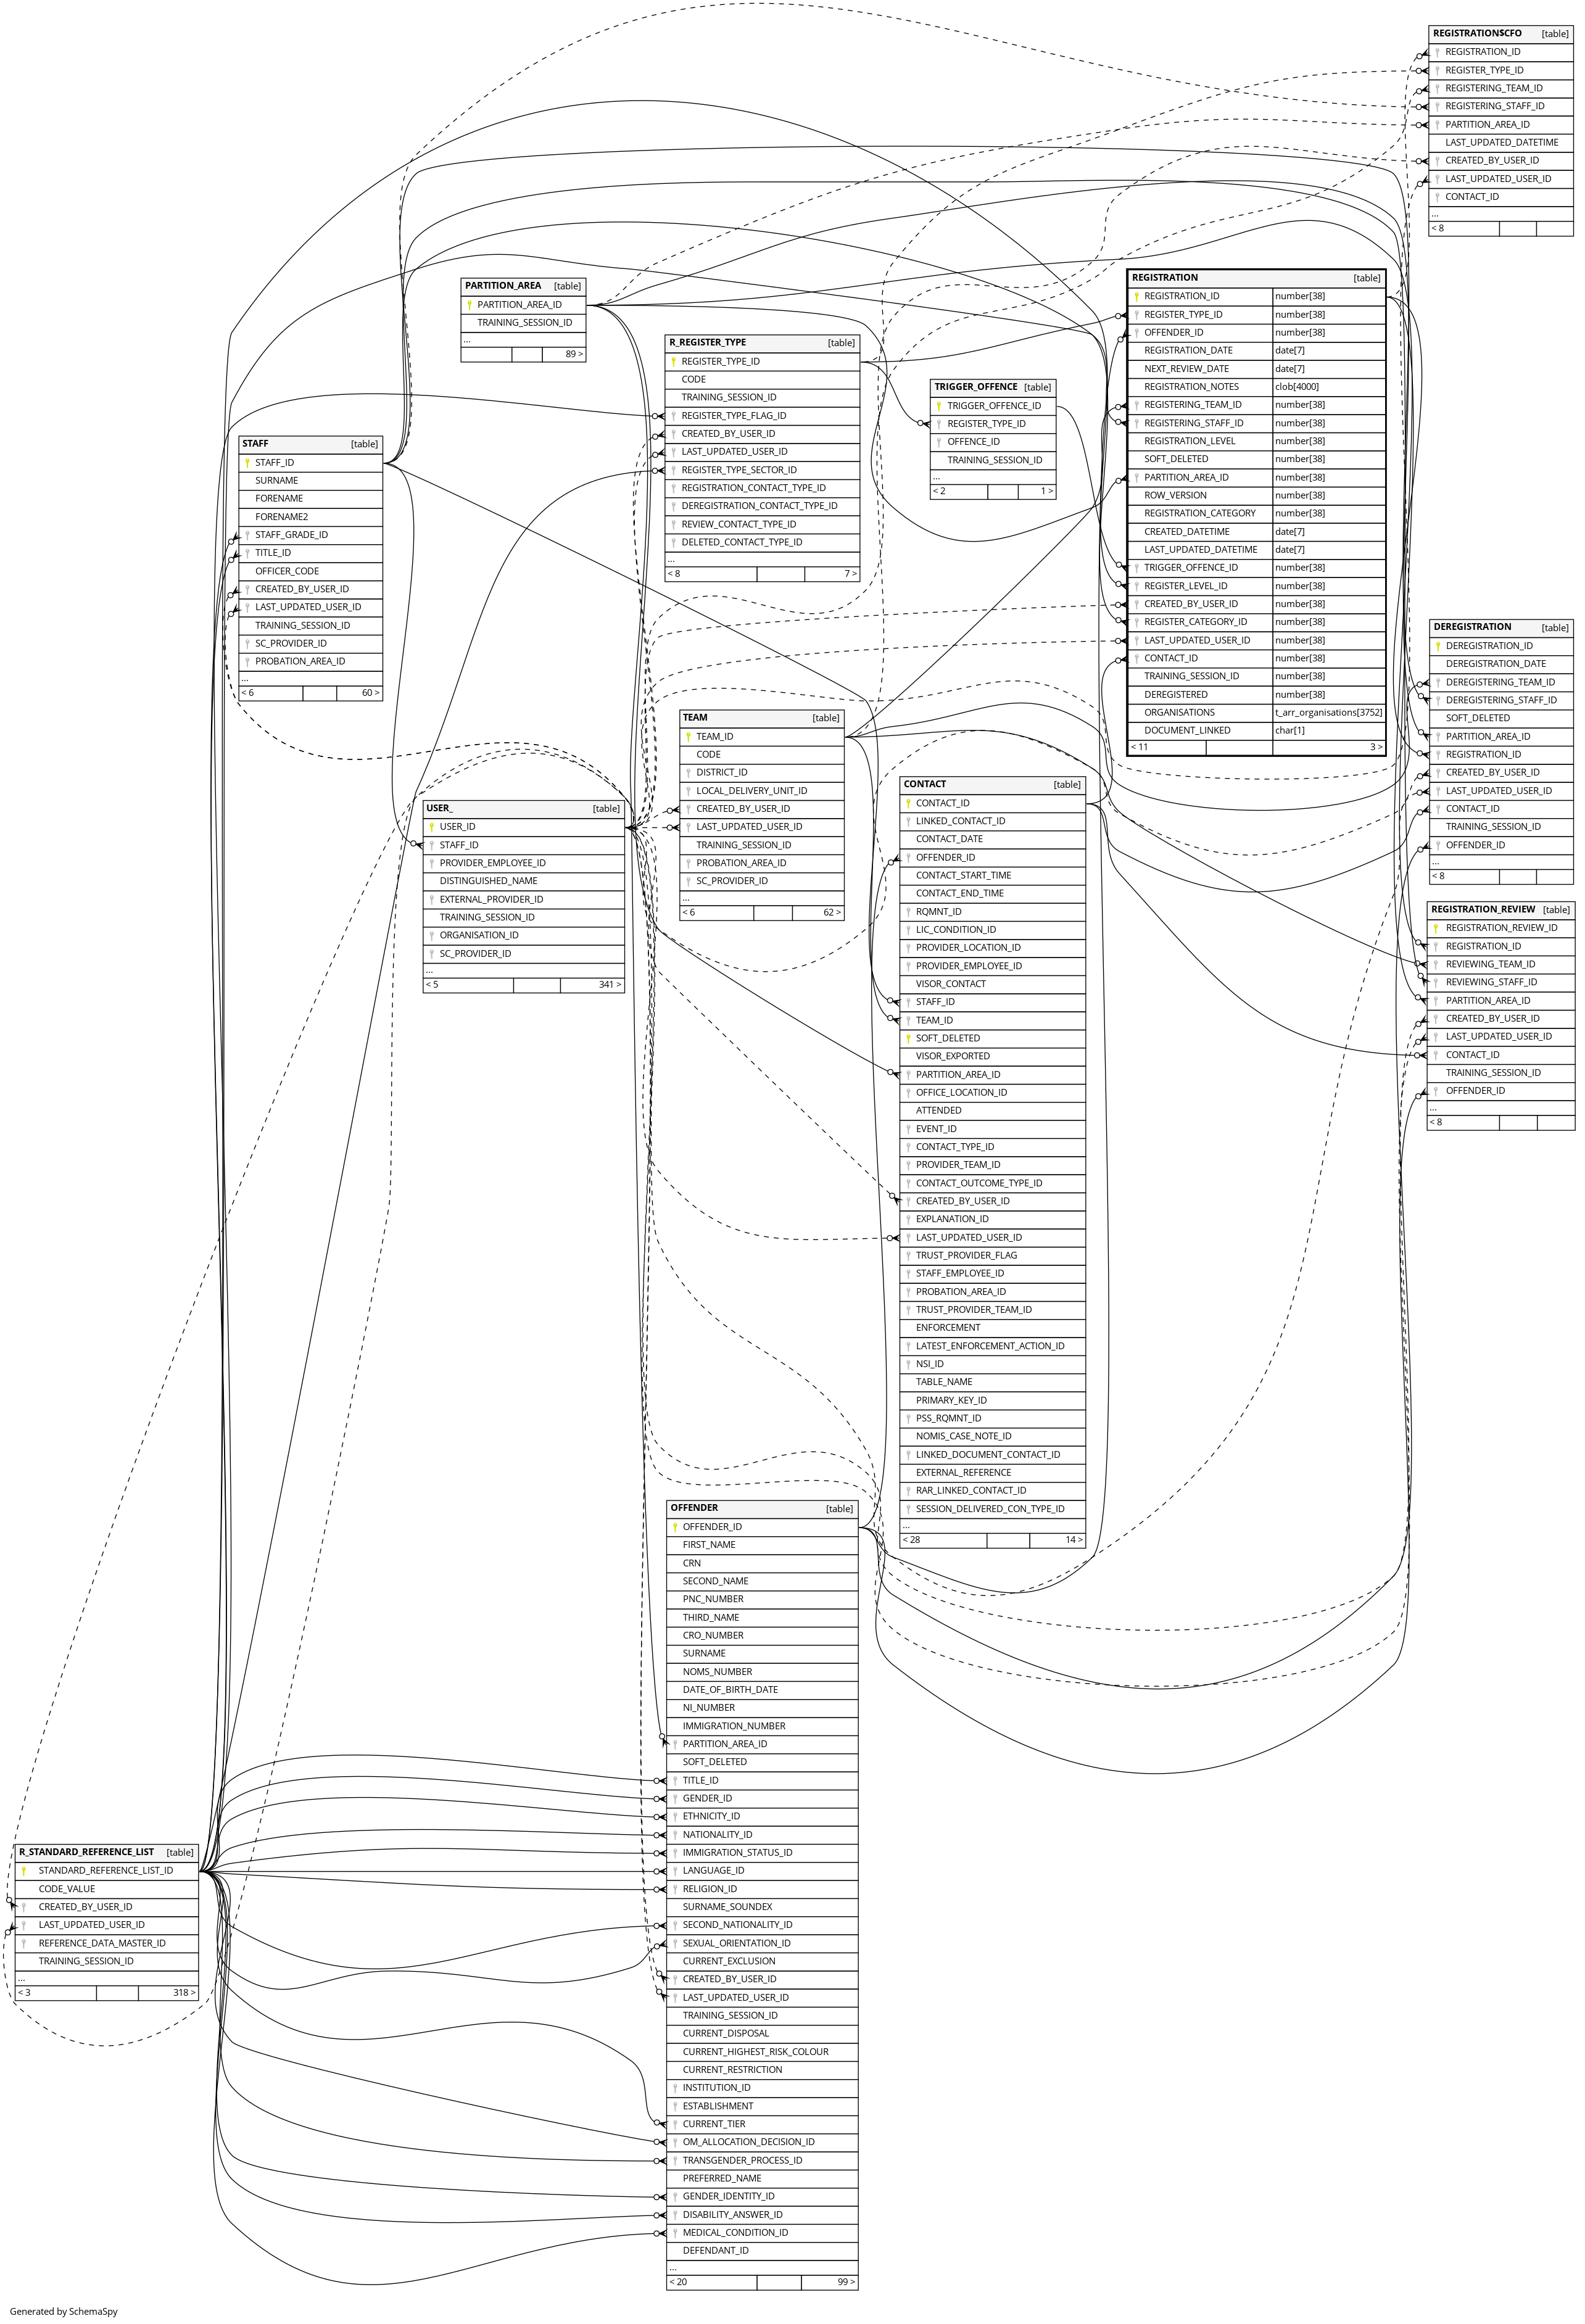 REGISTRATION$CFO [table]
REGISTRATION_ID
REGISTER_TYPE_ID
REGISTERING_TEAM_ID
REGISTERING_STAFF_ID
PARTITION_AREA_ID
LAST_UPDATED_DATETIME
CREATED_BY_USER_ID
LAST_UPDATED_USER_ID
CONTACT_ID
...
< 8
REGISTRATION [table]
REGISTRATION_ID number[38]
REGISTER_TYPE_ID number[38]
OFFENDER_ID number[38]
REGISTRATION_DATE date[7]
NEXT_REVIEW_DATE date[7]
REGISTRATION_NOTES clob[4000]
REGISTERING_TEAM_ID number[38]
REGISTERING_STAFF_ID number[38]
REGISTRATION_LEVEL number[38]
SOFT_DELETED number[38]
PARTITION_AREA_ID number[38]
ROW_VERSION number[38]
REGISTRATION_CATEGORY number[38]
CREATED_DATETIME date[7]
LAST_UPDATED_DATETIME date[7]
TRIGGER_OFFENCE_ID number[38]
REGISTER_LEVEL_ID number[38]
CREATED_BY_USER_ID number[38]
REGISTER_CATEGORY_ID number[38]
LAST_UPDATED_USER_ID number[38]
CONTACT_ID number[38]
TRAINING_SESSION_ID number[38]
DEREGISTERED number[38]
ORGANISATIONS t_arr_organisations[3752]
DOCUMENT_LINKED char[1]
< 11 3 >
PARTITION_AREA [table]
PARTITION_AREA_ID
TRAINING_SESSION_ID
...
89 >
R_REGISTER_TYPE [table]
REGISTER_TYPE_ID
CODE
TRAINING_SESSION_ID
REGISTER_TYPE_FLAG_ID
CREATED_BY_USER_ID
LAST_UPDATED_USER_ID
REGISTER_TYPE_SECTOR_ID
REGISTRATION_CONTACT_TYPE_ID
DEREGISTRATION_CONTACT_TYPE_ID
REVIEW_CONTACT_TYPE_ID
DELETED_CONTACT_TYPE_ID
...
< 8 7 >
TRIGGER_OFFENCE [table]
TRIGGER_OFFENCE_ID
REGISTER_TYPE_ID
OFFENCE_ID
TRAINING_SESSION_ID
...
< 2 1 >
STAFF [table]
STAFF_ID
SURNAME
FORENAME
FORENAME2
STAFF_GRADE_ID
TITLE_ID
OFFICER_CODE
CREATED_BY_USER_ID
LAST_UPDATED_USER_ID
TRAINING_SESSION_ID
SC_PROVIDER_ID
PROBATION_AREA_ID
...
< 6 60 >
DEREGISTRATION [table]
DEREGISTRATION_ID
DEREGISTRATION_DATE
DEREGISTERING_TEAM_ID
DEREGISTERING_STAFF_ID
SOFT_DELETED
PARTITION_AREA_ID
REGISTRATION_ID
CREATED_BY_USER_ID
LAST_UPDATED_USER_ID
CONTACT_ID
TRAINING_SESSION_ID
OFFENDER_ID
...
< 8
TEAM [table]
TEAM_ID
CODE
DISTRICT_ID
LOCAL_DELIVERY_UNIT_ID
CREATED_BY_USER_ID
LAST_UPDATED_USER_ID
TRAINING_SESSION_ID
PROBATION_AREA_ID
SC_PROVIDER_ID
...
< 6 62 >
USER_ [table]
USER_ID
STAFF_ID
PROVIDER_EMPLOYEE_ID
DISTINGUISHED_NAME
EXTERNAL_PROVIDER_ID
TRAINING_SESSION_ID
ORGANISATION_ID
SC_PROVIDER_ID
...
< 5 341 >
CONTACT [table]
CONTACT_ID
LINKED_CONTACT_ID
CONTACT_DATE
OFFENDER_ID
CONTACT_START_TIME
CONTACT_END_TIME
RQMNT_ID
LIC_CONDITION_ID
PROVIDER_LOCATION_ID
PROVIDER_EMPLOYEE_ID
VISOR_CONTACT
STAFF_ID
TEAM_ID
SOFT_DELETED
VISOR_EXPORTED
PARTITION_AREA_ID
OFFICE_LOCATION_ID
ATTENDED
EVENT_ID
CONTACT_TYPE_ID
PROVIDER_TEAM_ID
CONTACT_OUTCOME_TYPE_ID
CREATED_BY_USER_ID
EXPLANATION_ID
LAST_UPDATED_USER_ID
TRUST_PROVIDER_FLAG
STAFF_EMPLOYEE_ID
PROBATION_AREA_ID
TRUST_PROVIDER_TEAM_ID
ENFORCEMENT
LATEST_ENFORCEMENT_ACTION_ID
NSI_ID
TABLE_NAME
PRIMARY_KEY_ID
PSS_RQMNT_ID
NOMIS_CASE_NOTE_ID
LINKED_DOCUMENT_CONTACT_ID
EXTERNAL_REFERENCE
RAR_LINKED_CONTACT_ID
SESSION_DELIVERED_CON_TYPE_ID
...
< 28 14 >
REGISTRATION_REVIEW [table]
REGISTRATION_REVIEW_ID
REGISTRATION_ID
REVIEWING_TEAM_ID
REVIEWING_STAFF_ID
PARTITION_AREA_ID
CREATED_BY_USER_ID
LAST_UPDATED_USER_ID
CONTACT_ID
TRAINING_SESSION_ID
OFFENDER_ID
...
< 8
OFFENDER [table]
OFFENDER_ID
FIRST_NAME
CRN
SECOND_NAME
PNC_NUMBER
THIRD_NAME
CRO_NUMBER
SURNAME
NOMS_NUMBER
DATE_OF_BIRTH_DATE
NI_NUMBER
IMMIGRATION_NUMBER
PARTITION_AREA_ID
SOFT_DELETED
TITLE_ID
GENDER_ID
ETHNICITY_ID
NATIONALITY_ID
IMMIGRATION_STATUS_ID
LANGUAGE_ID
RELIGION_ID
SURNAME_SOUNDEX
SECOND_NATIONALITY_ID
SEXUAL_ORIENTATION_ID
CURRENT_EXCLUSION
CREATED_BY_USER_ID
LAST_UPDATED_USER_ID
TRAINING_SESSION_ID
CURRENT_DISPOSAL
CURRENT_HIGHEST_RISK_COLOUR
CURRENT_RESTRICTION
INSTITUTION_ID
ESTABLISHMENT
CURRENT_TIER
OM_ALLOCATION_DECISION_ID
TRANSGENDER_PROCESS_ID
PREFERRED_NAME
GENDER_IDENTITY_ID
DISABILITY_ANSWER_ID
MEDICAL_CONDITION_ID
DEFENDANT_ID
...
< 20 99 >
R_STANDARD_REFERENCE_LIST [table]
STANDARD_REFERENCE_LIST_ID
CODE_VALUE
CREATED_BY_USER_ID
LAST_UPDATED_USER_ID
REFERENCE_DATA_MASTER_ID
TRAINING_SESSION_ID
...
< 3 318 >
Generated by SchemaSpy